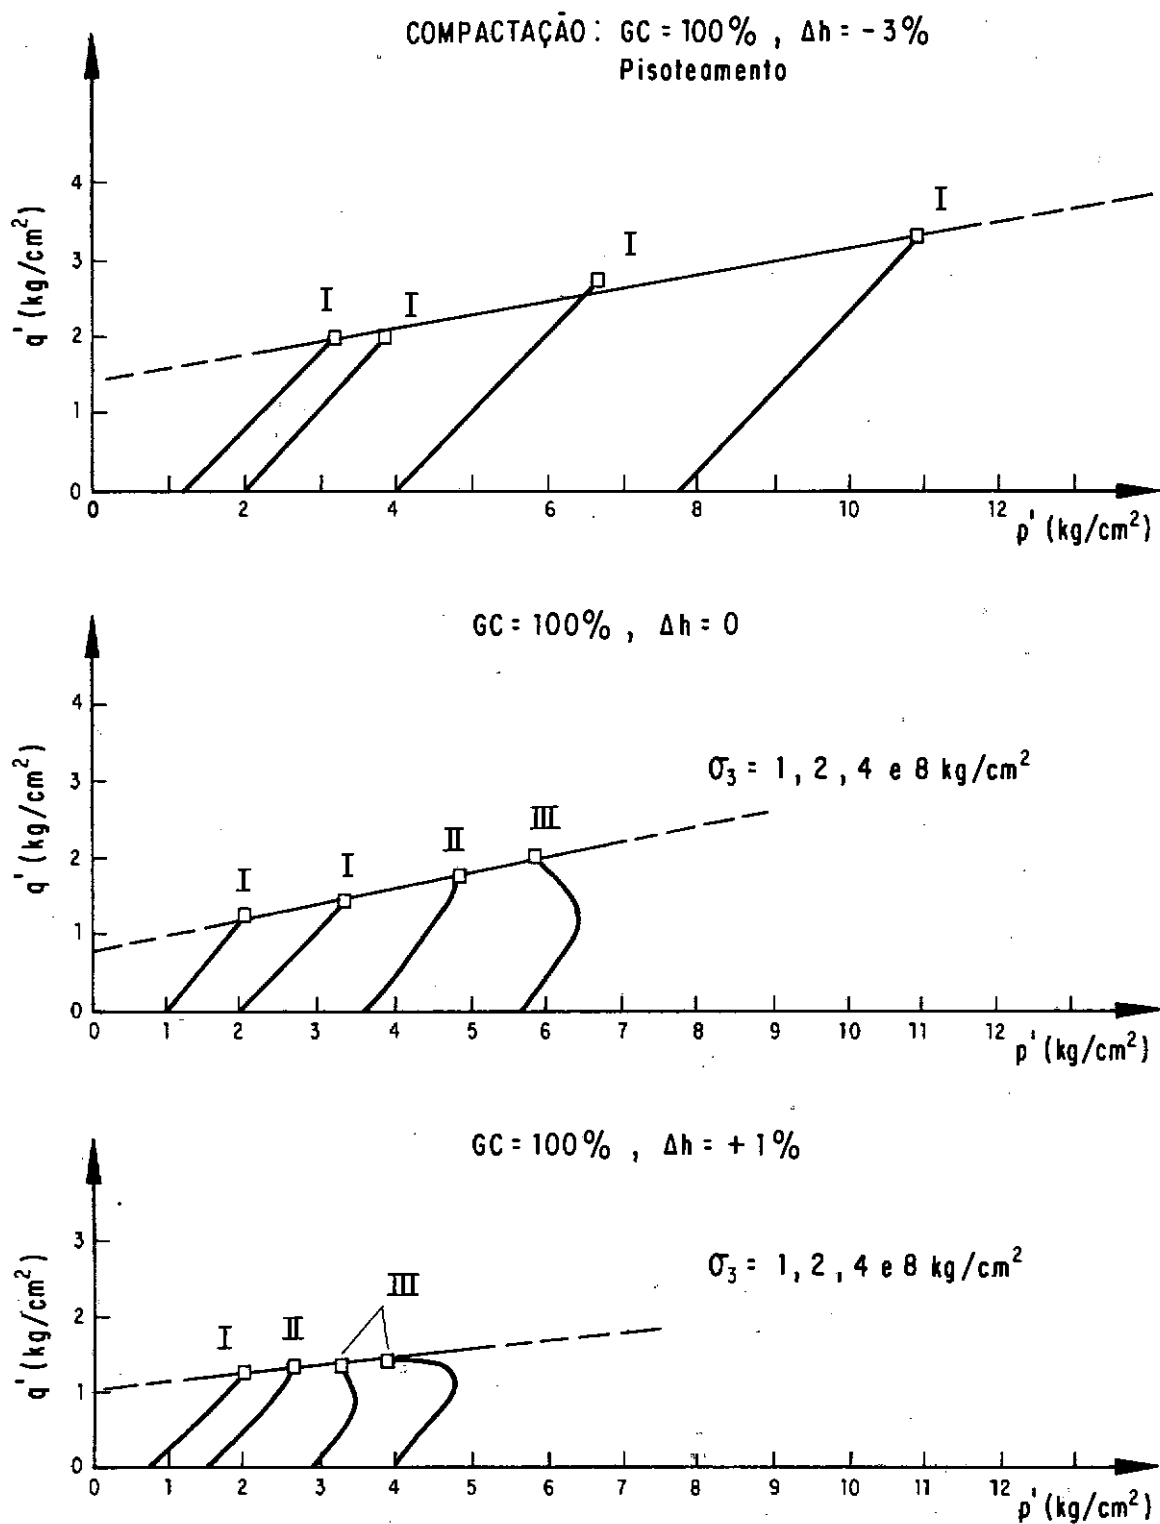 COMPACTAÇÃO: GC = 100% , Δh = -3%
Pisoteamento
q' (kg/cm²)
4
3
2
1
0
I
I
I
I
0 2 4 6 8 10 12
p' (kg/cm²)
GC = 100% , Δh = 0
σ₃ = 1, 2, 4 e 8 kg/cm²
q' (kg/cm²)
4
3
2
1
0
I
I
II
III
0 1 2 3 4 5 6 7 8 9 10 11 12
p' (kg/cm²)
GC = 100% , Δh = + 1%
σ₃ = 1, 2, 4 e 8 kg/cm²
q' (kg/cm²)
3
2
1
0
I
II
III
0 1 2 3 4 5 6 7 8 9 10 11 12
p' (kg/cm²)